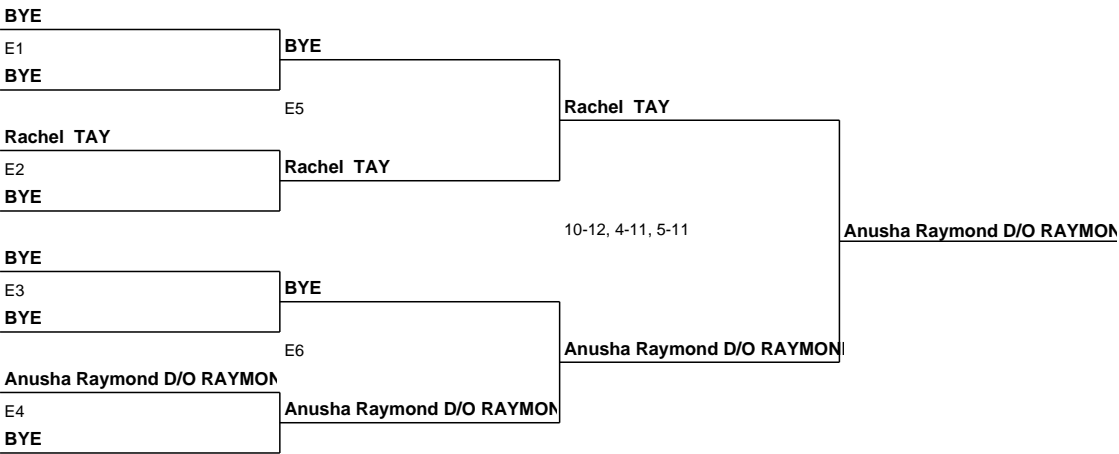 BYE
E1
BYE
BYE
E5
Rachel TAY
Rachel TAY
E2
Rachel TAY
BYE
10-12, 4-11, 5-11
Anusha Raymond D/O RAYMON
BYE
E3
BYE
BYE
E6
Anusha Raymond D/O RAYMON
Anusha Raymond D/O RAYMON
E4
Anusha Raymond D/O RAYMON
BYE